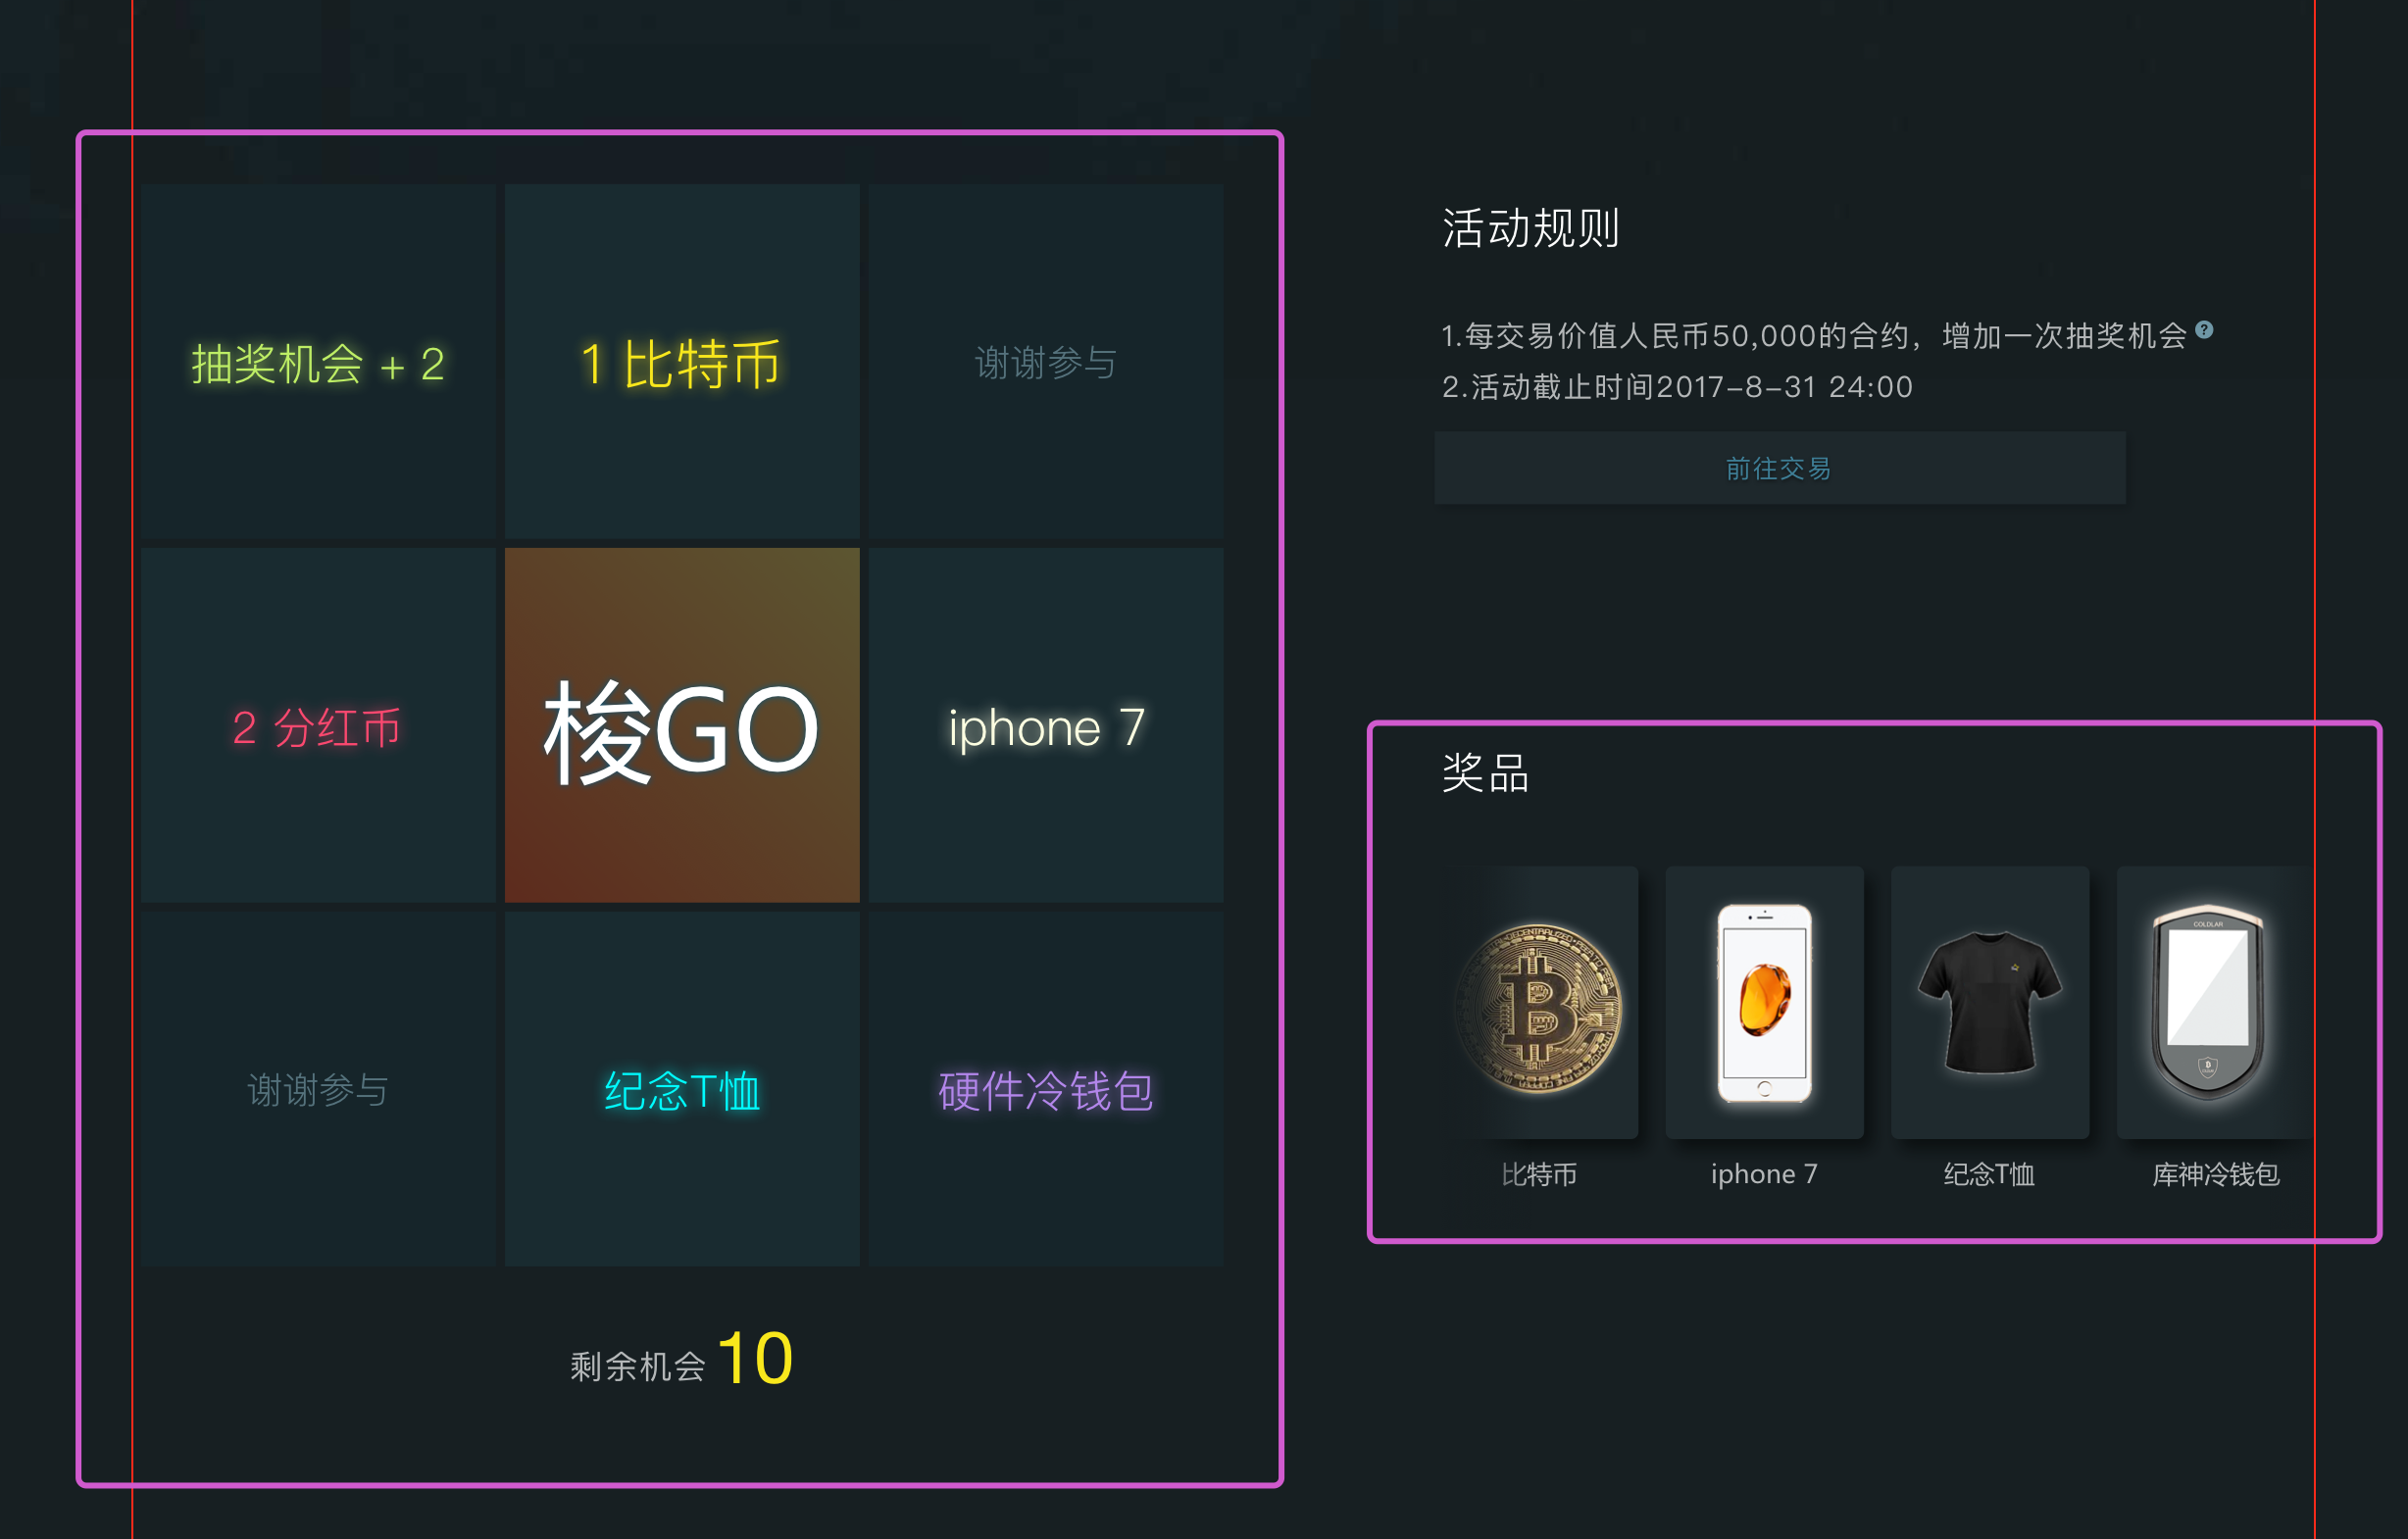 抽奖机会 + 2
1 比特币
谢谢参与
2 分红币
梭GO
iphone 7
谢谢参与
纪念T恤
硬件冷钱包
剩余机会 10
活动规则
1.每交易价值人民币50,000的合约，增加一次抽奖机会 ?
2.活动截止时间2017-8-31 24:00
前往交易
奖品
COLDLAR
比特币
iphone 7
纪念T恤
库神冷钱包